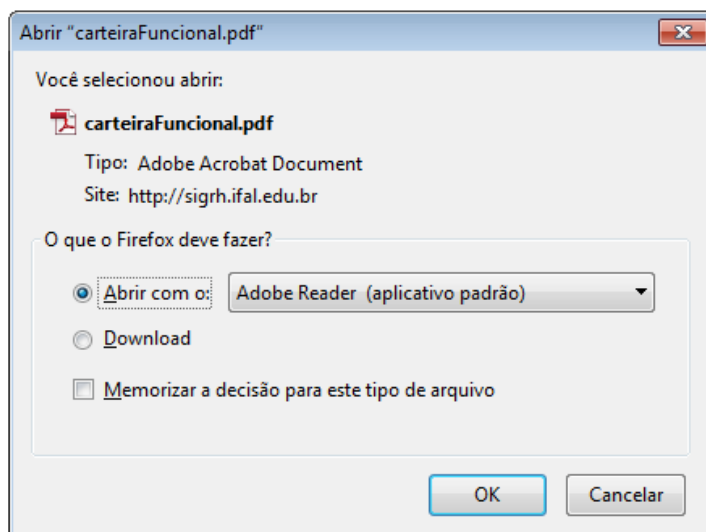 Abrir "carteiraFuncional.pdf"
Você selecionou abrir:
carteiraFuncional.pdf
Tipo: Adobe Acrobat Document
Site: http://sigrh.ifal.edu.br
O que o Firefox deve fazer?
Abrir com o: Adobe Reader (aplicativo padrão)
Download
Memorizar a decisão para este tipo de arquivo
OK Cancelar